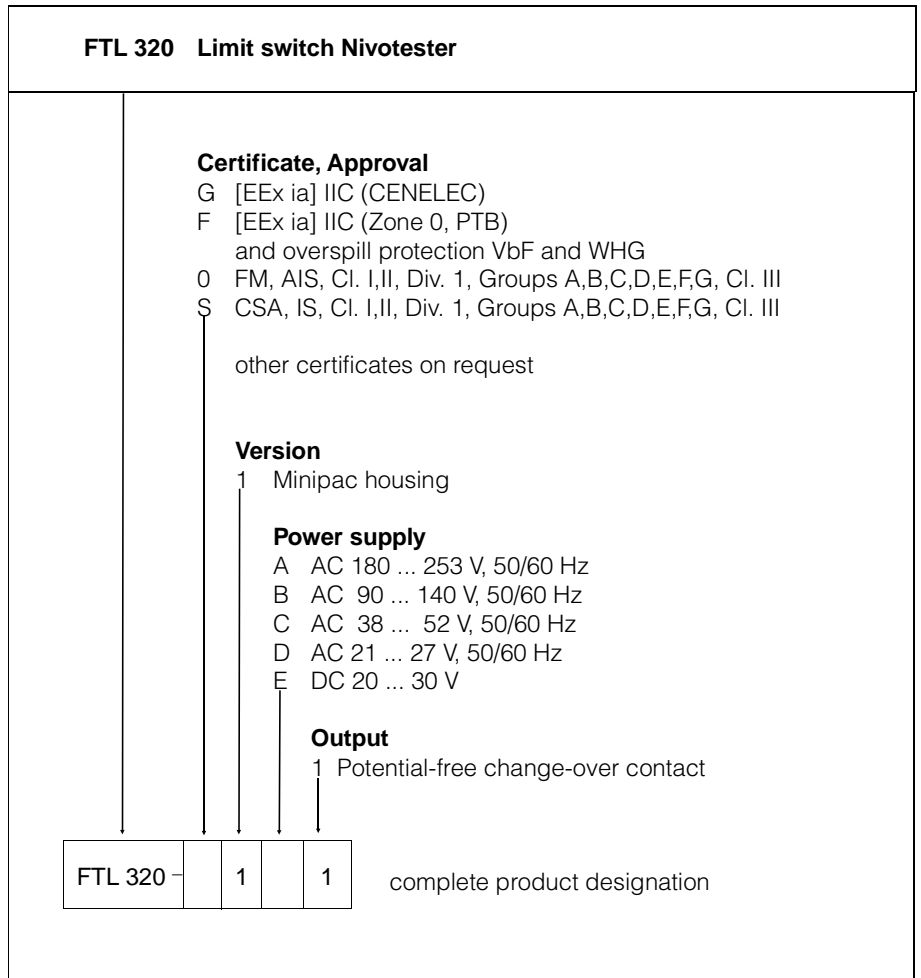 FTL 320 Limit switch Nivotester
Certificate, Approval
G [EEx ia] IIC (CENELEC)
F [EEx ia] IIC (Zone 0, PTB)
and overspill protection VbF and WHG
0 FM, AIS, Cl. I,II, Div. 1, Groups A,B,C,D,E,F,G, Cl. III
S CSA, IS, Cl. I,II, Div. 1, Groups A,B,C,D,E,F,G, Cl. III
other certificates on request
Version
1 Minipac housing
Power supply
A AC 180 ... 253 V, 50/60 Hz
B AC 90 ... 140 V, 50/60 Hz
C AC 38 ... 52 V, 50/60 Hz
D AC 21 ... 27 V, 50/60 Hz
E DC 20 ... 30 V
Output
1 Potential-free change-over contact
FTL 320 – 1 1 complete product designation